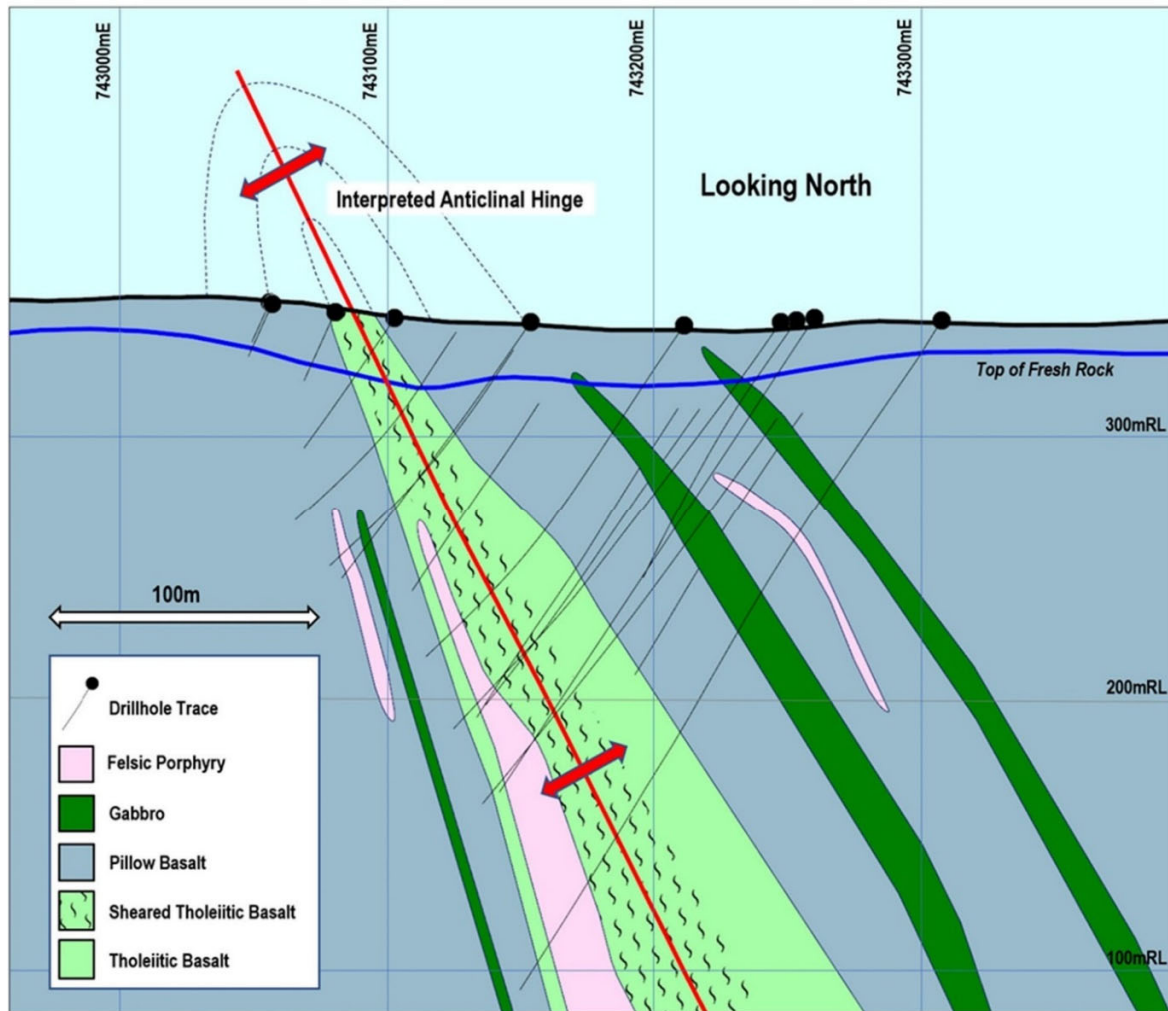 743000mE
743100mE
743200mE
743300mE
Interpreted Anticlinal Hinge
Looking North
Top of Fresh Rock
300mRL
100m
200mRL
Drillhole Trace
Felsic Porphyry
Gabbro
Pillow Basalt
Sheared Tholeiitic Basalt
Tholeiitic Basalt
100mRL